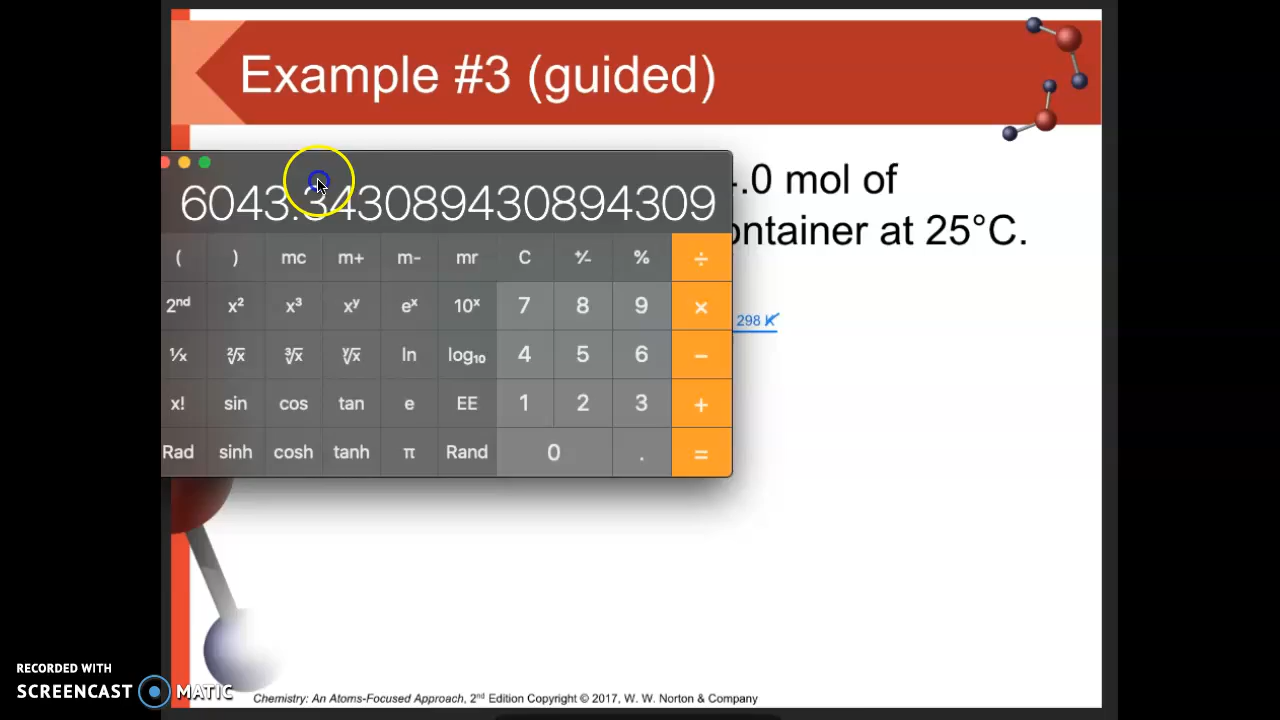 Example #3 (guided)
.0 mol of
6043.3430894308943​09
ontainer at 25°C.
( ) mc m+ m- mr C +⁄- % ÷
2nd x² x³ xʸ eˣ 10ˣ 7 8 9 ×
298 K
¹⁄x ²√x ³√x ʸ√x ln log₁₀ 4 5 6 −
x! sin cos tan e EE 1 2 3 +
Rad sinh cosh tanh π Rand 0 . =
RECORDED WITH
SCREENCAST MATIC
Chemistry: An Atoms-Focused Approach, 2nd Edition Copyright © 2017, W. W. Norton & Company